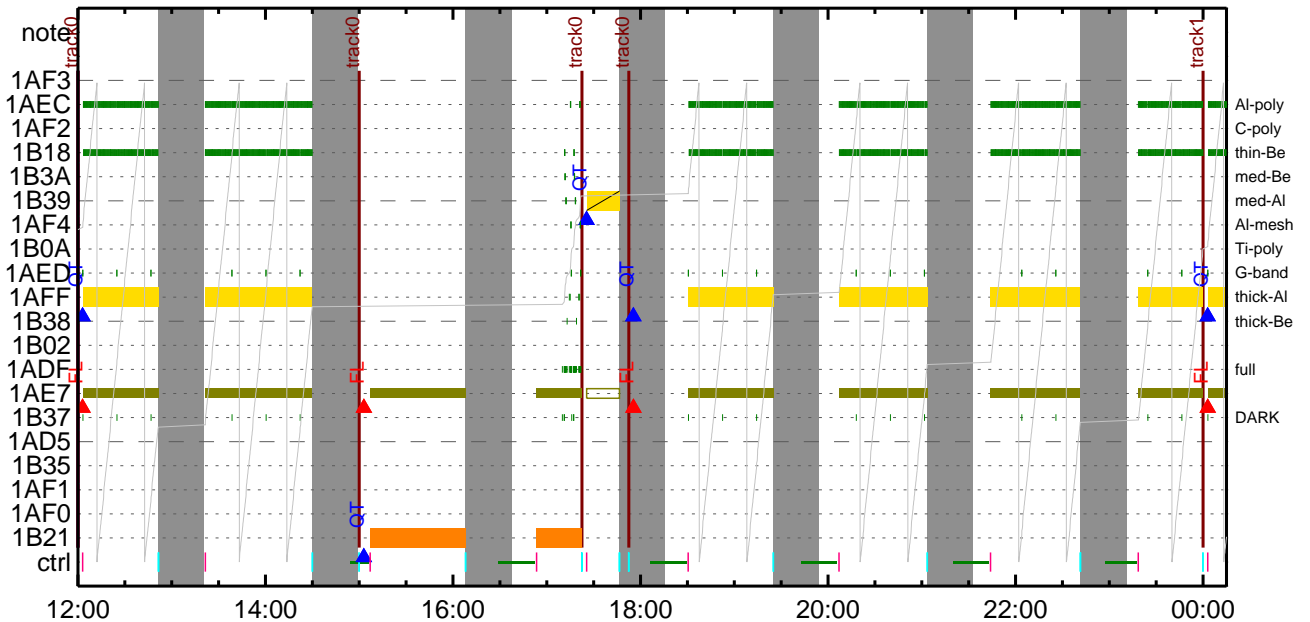 note
track0
track0
track0
track0
track1
1AF3
1AEC
Al-poly
1AF2
C-poly
1B18
thin-Be
1B3A
med-Be
QT
1B39
med-Al
1AF4
Al-mesh
1B0A
Ti-poly
1AED
G-band
QT
QT
QT
1AFF
thick-Al
1B38
thick-Be
1B02
1ADF
full
FL
FL
FL
FL
1AE7
1B37
DARK
1AD5
1B35
1AF1
1AF0
QT
1B21
ctrl
12:00
14:00
16:00
18:00
20:00
22:00
00:00